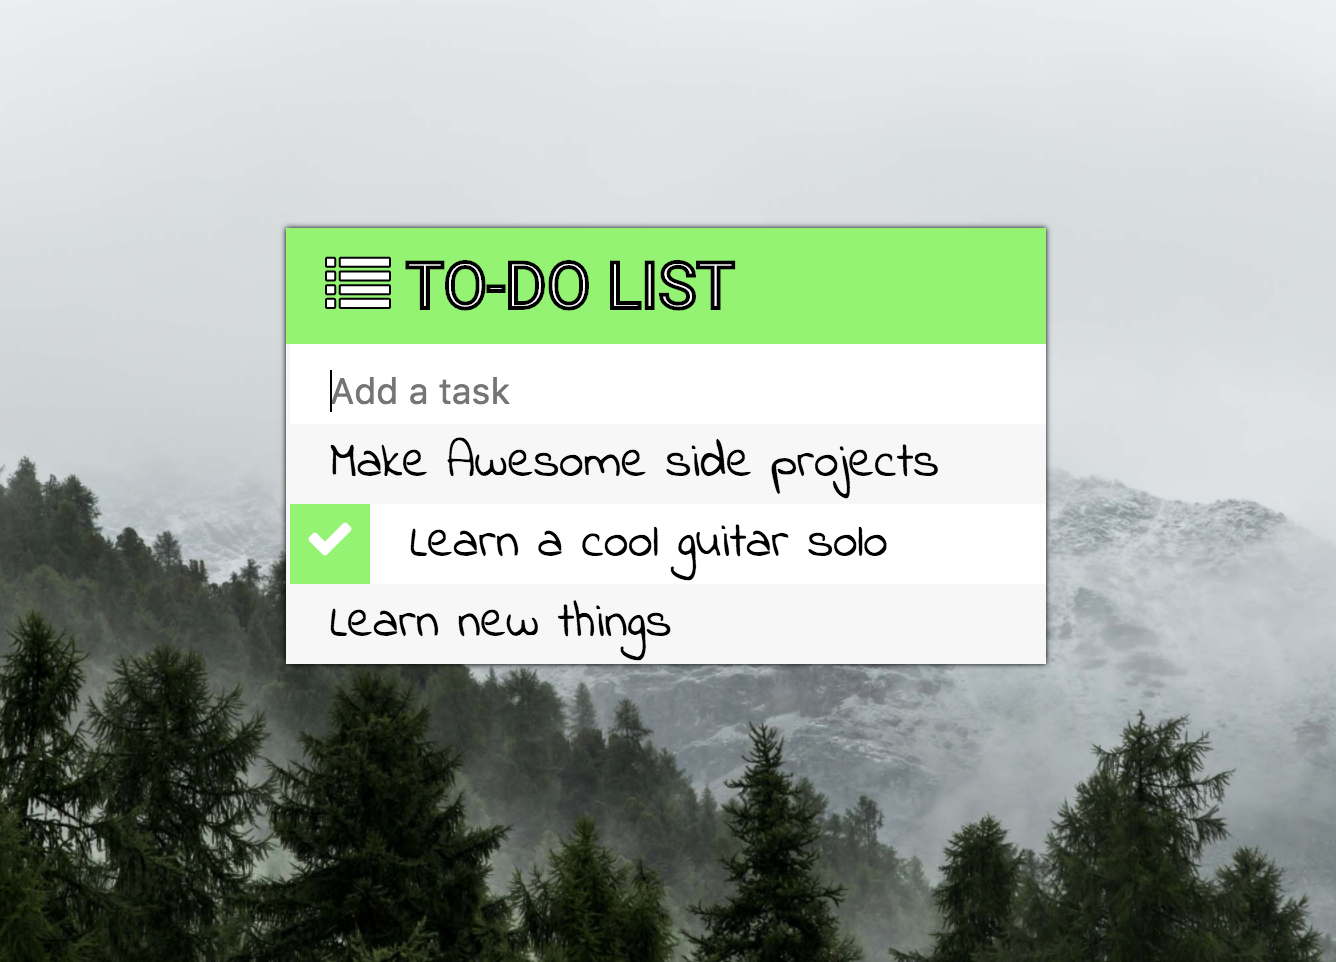 TO-DO LIST
Add a task
Make Awesome side projects
Learn a cool guitar solo
Learn new things